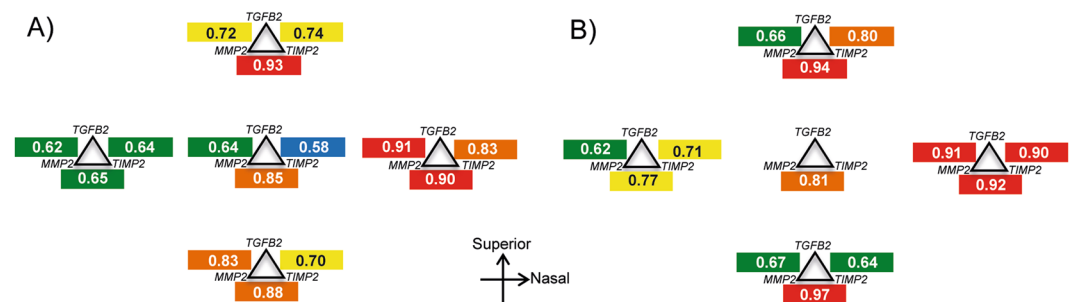 A)
TGFB2
0.72 0.74
MMP2 TIMP2
0.93
TGFB2
0.62 0.64
MMP2 TIMP2
0.65
TGFB2
0.64 0.58
MMP2 TIMP2
0.85
TGFB2
0.91 0.83
MMP2 TIMP2
0.90
TGFB2
0.83 0.70
MMP2 TIMP2
0.88
Superior
Nasal
B)
TGFB2
0.66 0.80
MMP2 TIMP2
0.94
TGFB2
0.62 0.71
MMP2 TIMP2
0.77
TGFB2
MMP2 TIMP2
0.81
TGFB2
0.91 0.90
MMP2 TIMP2
0.92
TGFB2
0.67 0.64
MMP2 TIMP2
0.97